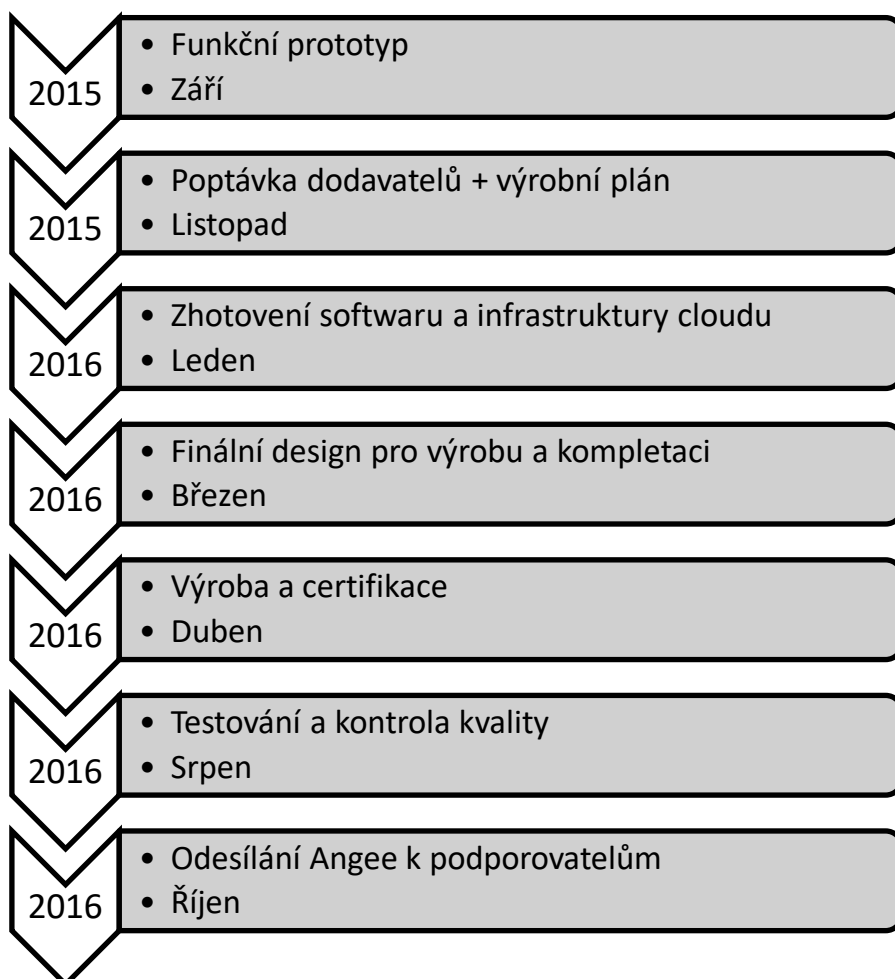 2015
• Funkční prototyp
• Září
2015
• Poptávka dodavatelů + výrobní plán
• Listopad
2016
• Zhotovení softwaru a infrastruktury cloudu
• Leden
2016
• Finální design pro výrobu a kompletaci
• Březen
2016
• Výroba a certifikace
• Duben
2016
• Testování a kontrola kvality
• Srpen
2016
• Odesílání Angee k podporovatelům
• Říjen